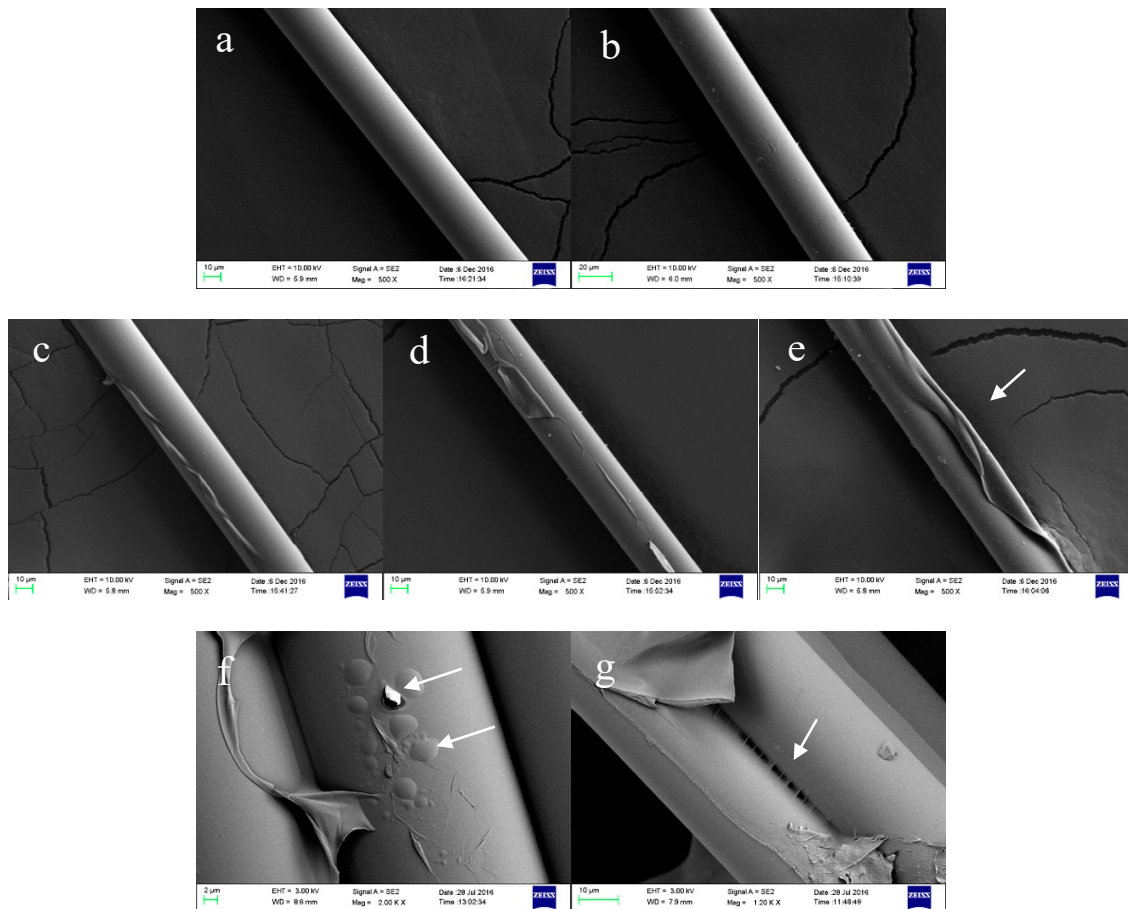 a
b
10 µm EHT = 10.00 kV Signal A = SE2 Date :6 Dec 2016 ZEISS
WD = 5.9 mm Mag = 500 X Time :16:21:34
20 µm EHT = 10.00 kV Signal A = SE2 Date :6 Dec 2016 ZEISS
WD = 6.0 mm Mag = 500 X Time :15:10:39
c
d
e
10 µm EHT = 10.00 kV Signal A = SE2 Date :6 Dec 2016 ZEISS
WD = 5.8 mm Mag = 500 X Time :15:41:27
10 µm EHT = 10.00 kV Signal A = SE2 Date :6 Dec 2016 ZEISS
WD = 5.9 mm Mag = 500 X Time :15:52:34
10 µm EHT = 10.00 kV Signal A = SE2 Date :6 Dec 2016 ZEISS
WD = 5.8 mm Mag = 500 X Time :16:04:06
f
g
2 µm EHT = 3.00 kV Signal A = SE2 Date :28 Jul 2016 ZEISS
WD = 8.6 mm Mag = 2.00 K X Time :13:02:34
10 µm EHT = 3.00 kV Signal A = SE2 Date :28 Jul 2016 ZEISS
WD = 7.9 mm Mag = 1.20 K X Time :11:46:49